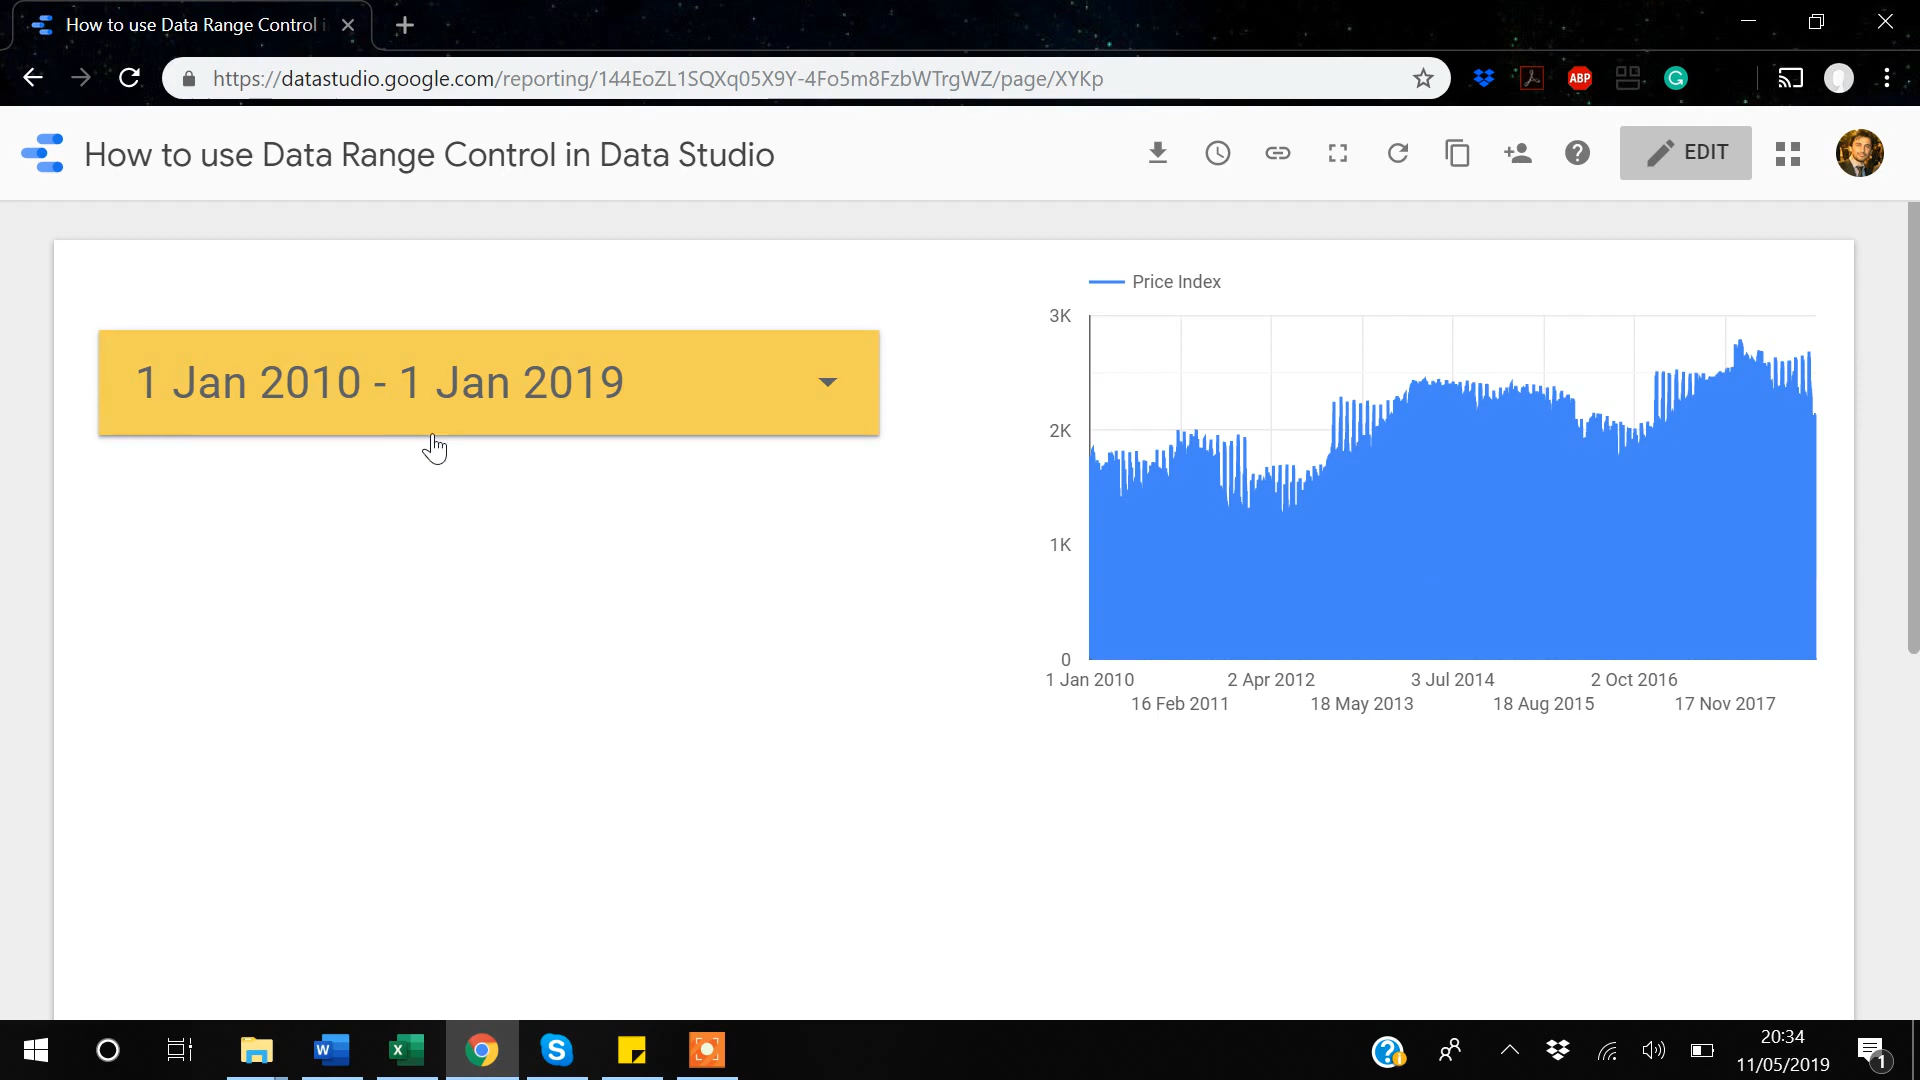 How to use Data Range Control i
https://datastudio.google.com/reporting/144EoZL1SQXq05X9Y-4Fo5m8FzbWTrgWZ/page/XYKp
ABP
G
How to use Data Range Control in Data Studio
EDIT
1 Jan 2010 - 1 Jan 2019
Price Index
3K
2K
1K
0
1 Jan 2010
2 Apr 2012
3 Jul 2014
2 Oct 2016
16 Feb 2011
18 May 2013
18 Aug 2015
17 Nov 2017
20:34
11/05/2019
1